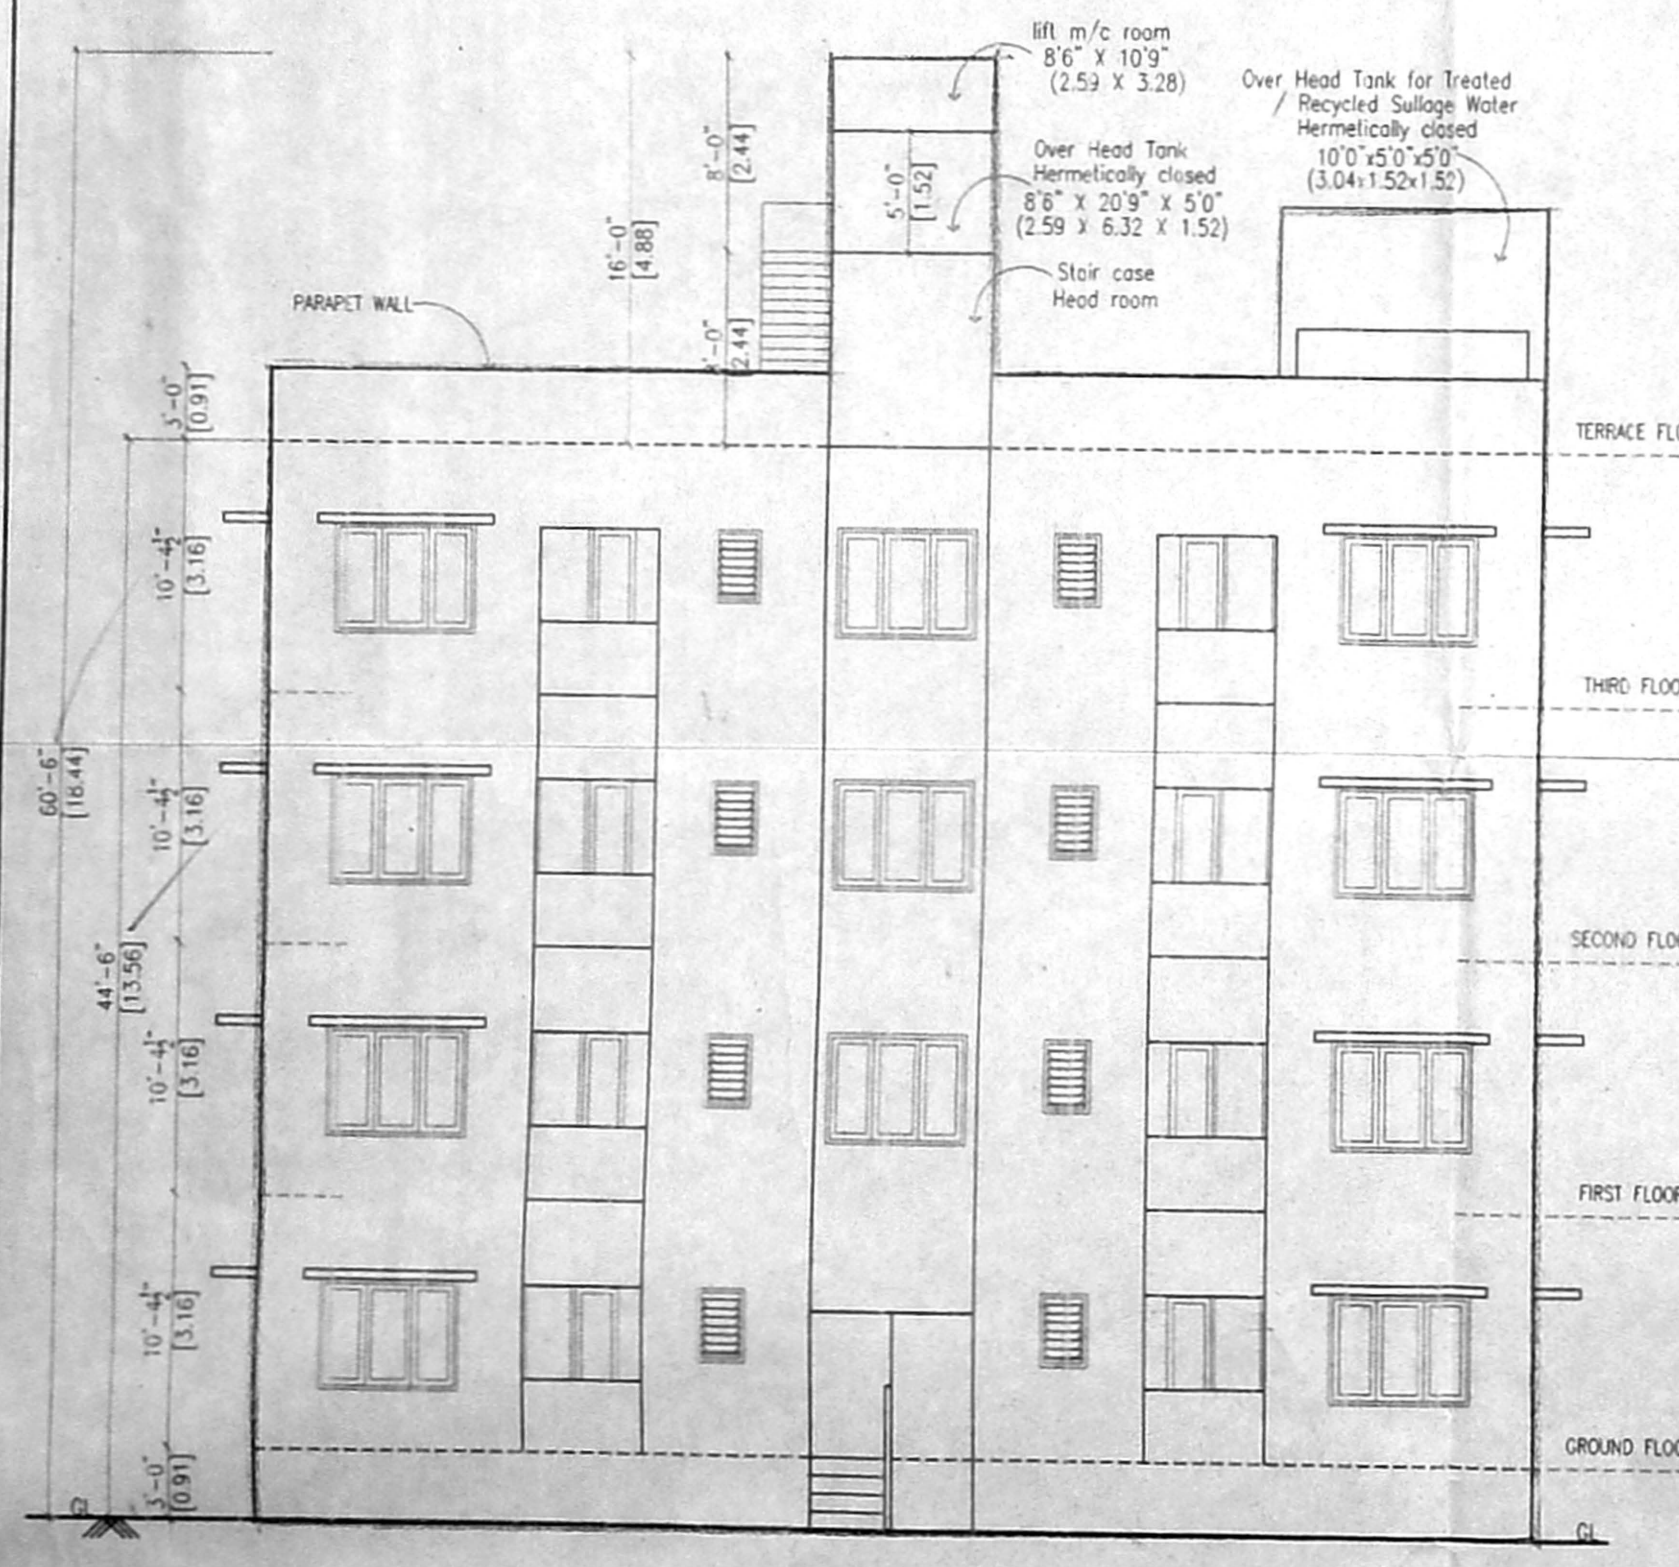 lift m/c room
8'6" X 10'9"
(2.59 X 3.28)
Over Head Tank for Treated
/ Recycled Sullage Water
Hermetically closed
10'0"x5'0"x5'0"
(3.04x1.52x1.52)
Over Head Tank
Hermetically closed
8'6" X 20'9" X 5'0"
(2.59 X 6.32 X 1.52)
Stair case
Head room
PARAPET WALL
8'-0"
[2.44]
5'-0"
[1.52]
16'-0"
[4.88]
8'-0"
[2.44]
3'-0"
[0.91]
TERRACE FLO
10'-4½"
[3.16]
THIRD FLOO
60'-6"
[18.44]
10'-4½"
[3.16]
SECOND FLOO
44'-6"
[13.56]
10'-4½"
[3.16]
FIRST FLOOR
10'-4½"
[3.16]
GROUND FLOO
3'-0"
[0.91]
GL